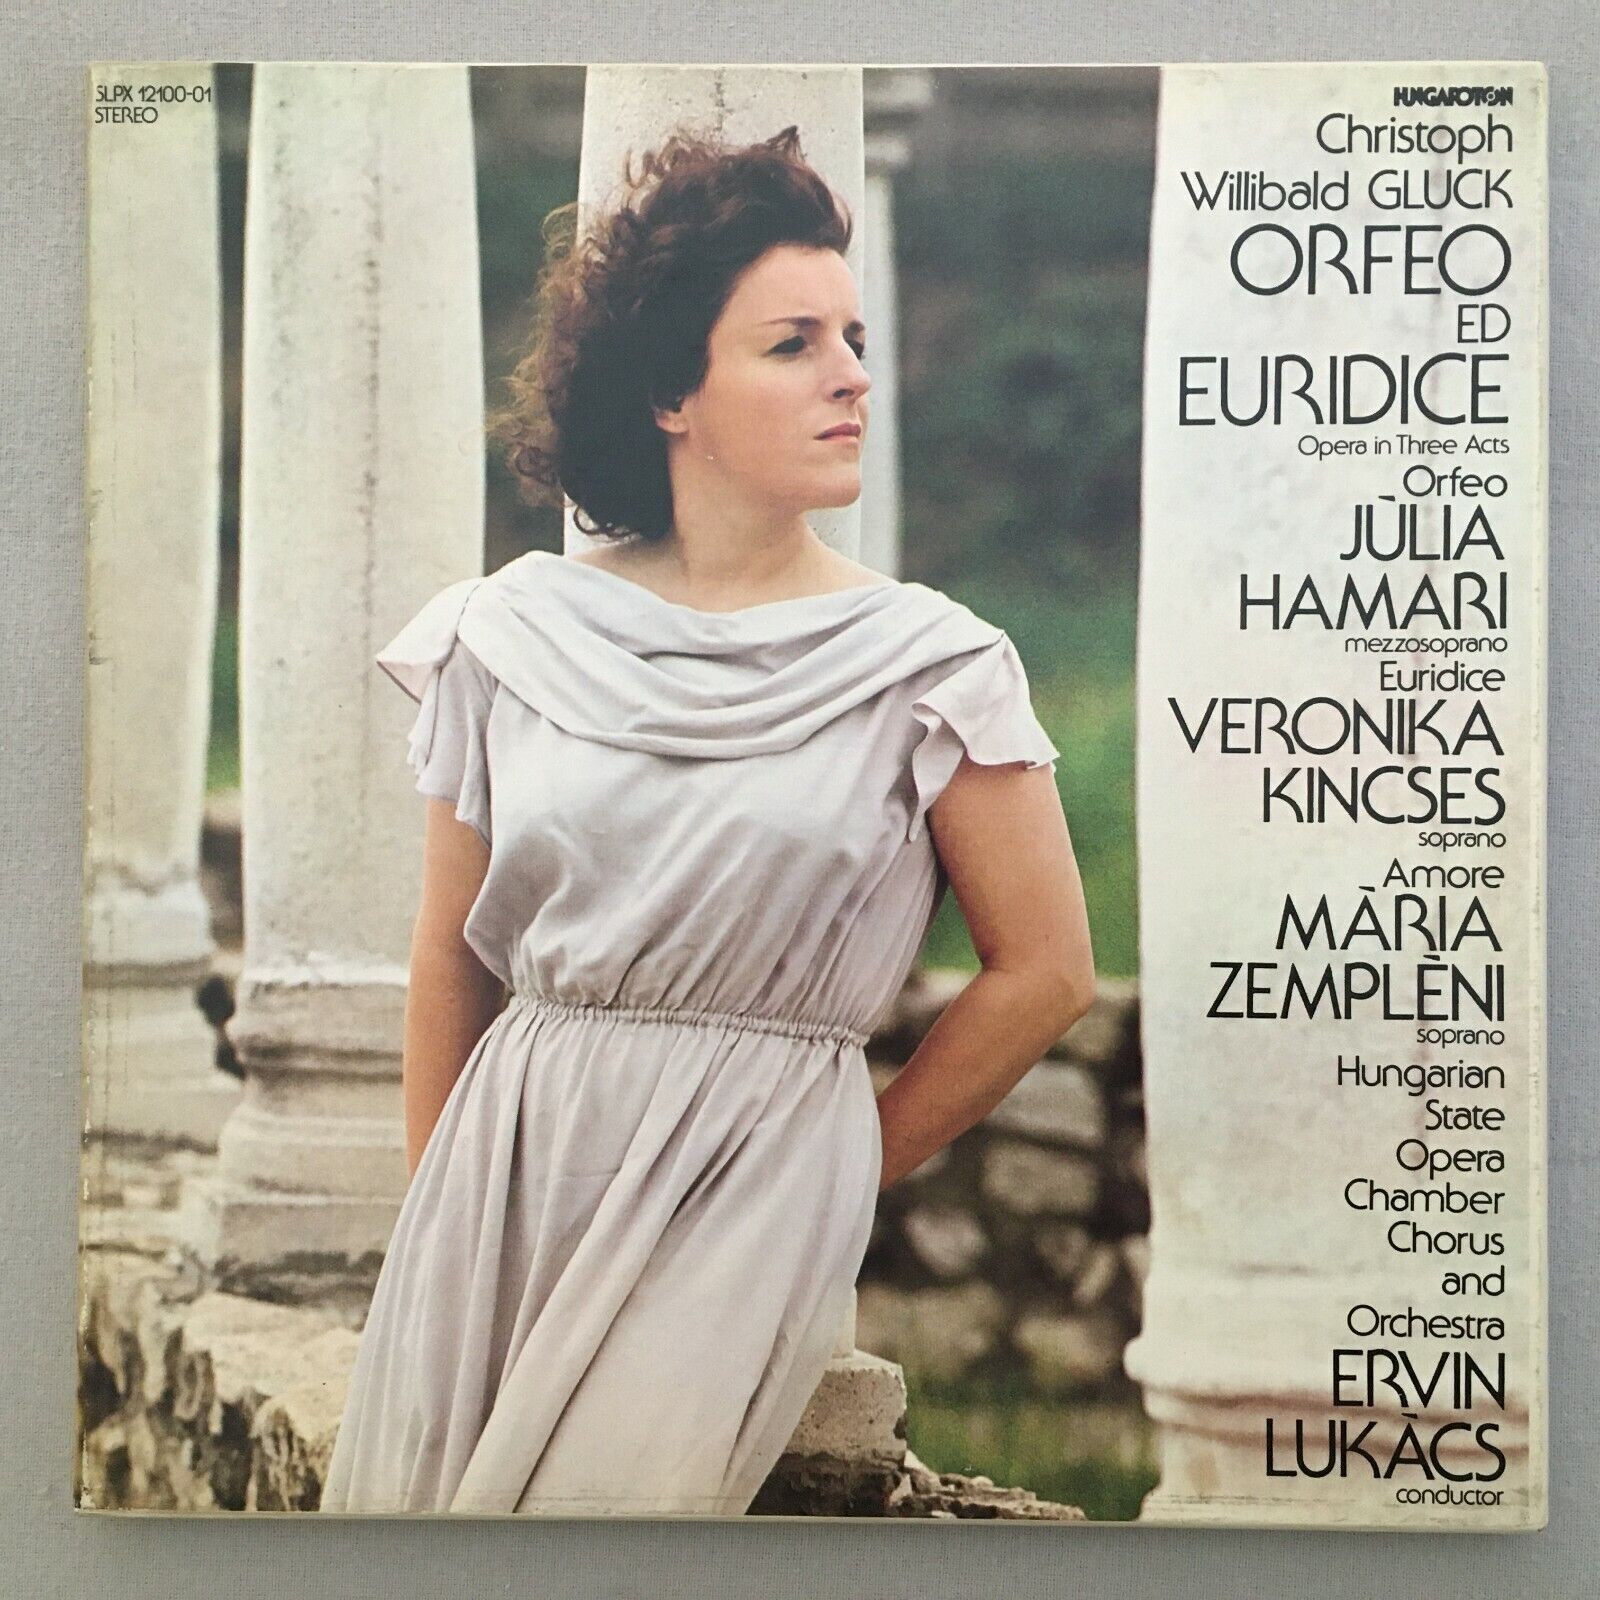 SLPX 12100-01
STEREO
HUNGAROTON
Christoph
Willibald GLUCK
ORFEO
ED
EURIDICE
Opera in Three Acts
Orfeo
JÙLIA
HAMARI
mezzosoprano
Euridice
VERONIKA
KINCSES
soprano
Amore
MÀRIA
ZEMPLÈNI
soprano
Hungarian
State
Opera
Chamber
Chorus
and
Orchestra
ERVIN
LUKÀCS
conductor